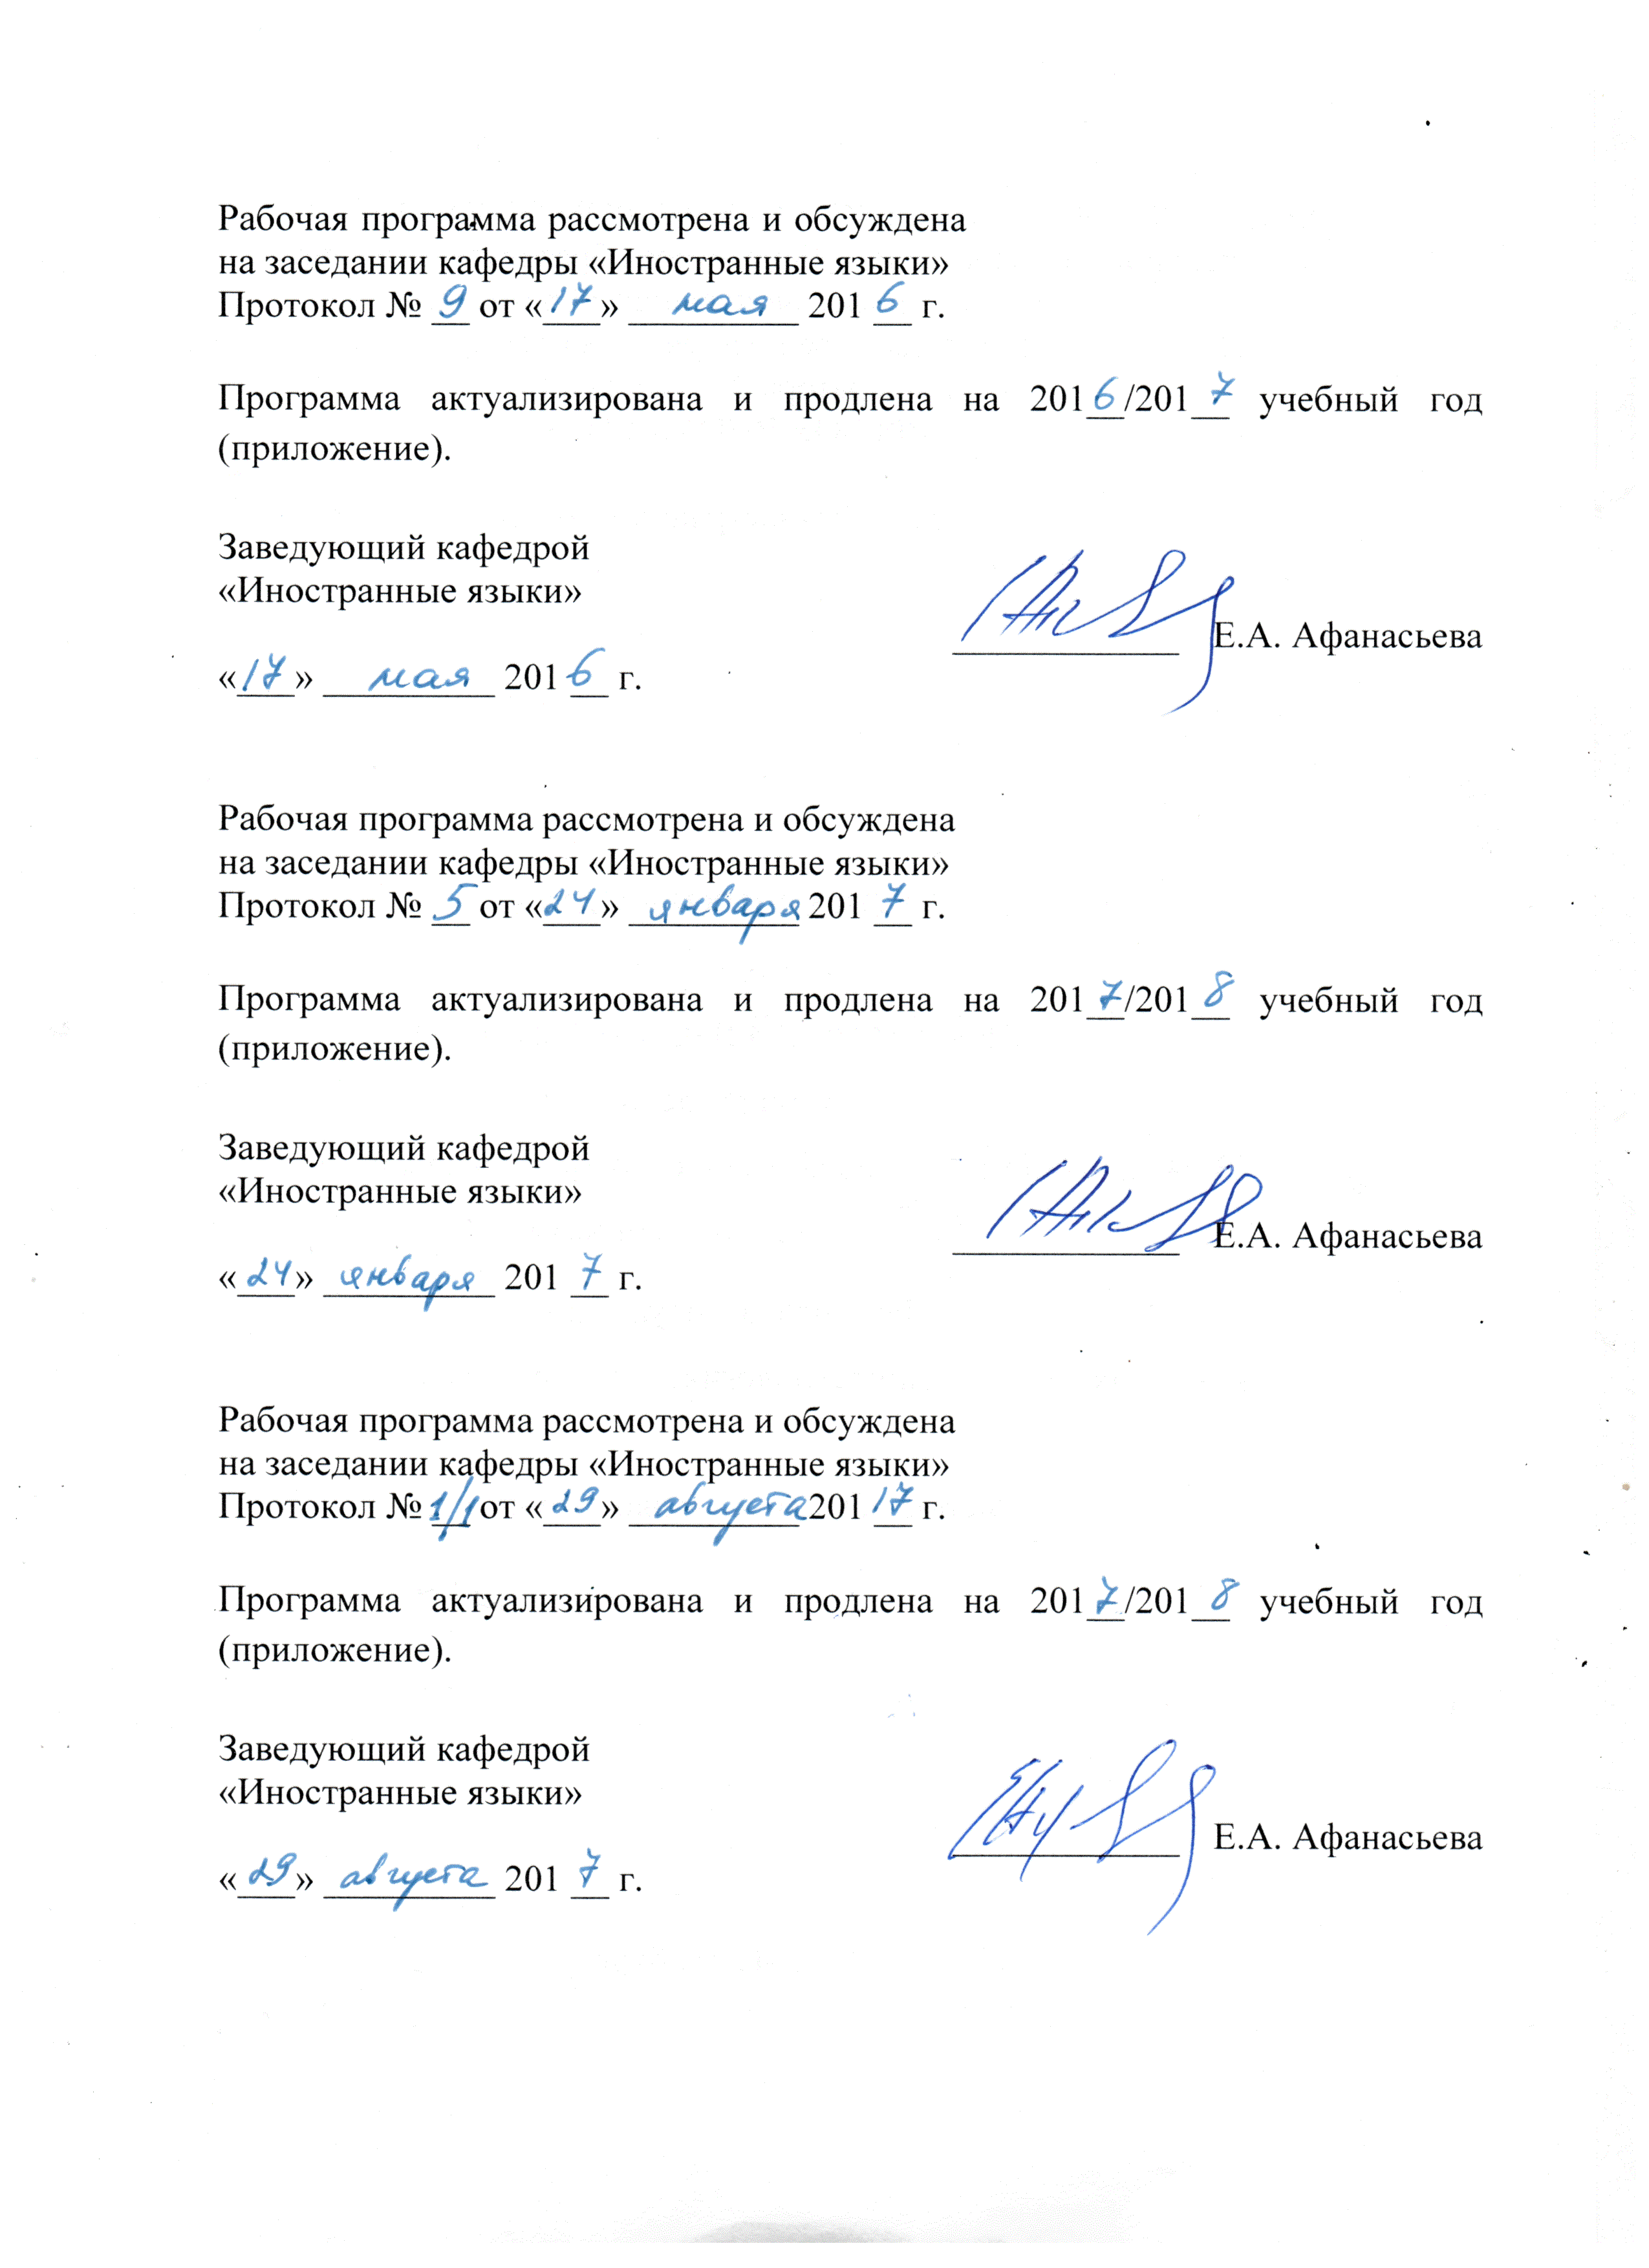 Рабочая программа рассмотрена и обсуждена
на заседании кафедры «Иностранные языки»
Протокол № 9 от «17» мая 2016 г.
Программа актуализирована и продлена на 2016/2017 учебный год
(приложение).
Заведующий кафедрой
«Иностранные языки»
Е.А. Афанасьева
«17» мая 2016 г.
Рабочая программа рассмотрена и обсуждена
на заседании кафедры «Иностранные языки»
Протокол № 5 от «24» января 2017 г.
Программа актуализирована и продлена на 2017/2018 учебный год
(приложение).
Заведующий кафедрой
«Иностранные языки»
Е.А. Афанасьева
«24» января 2017 г.
Рабочая программа рассмотрена и обсуждена
на заседании кафедры «Иностранные языки»
Протокол № 1/1 от «29» августа 201 17 г.
Программа актуализирована и продлена на 2017/2018 учебный год
(приложение).
Заведующий кафедрой
«Иностранные языки»
Е.А. Афанасьева
«29» августа 2017 г.